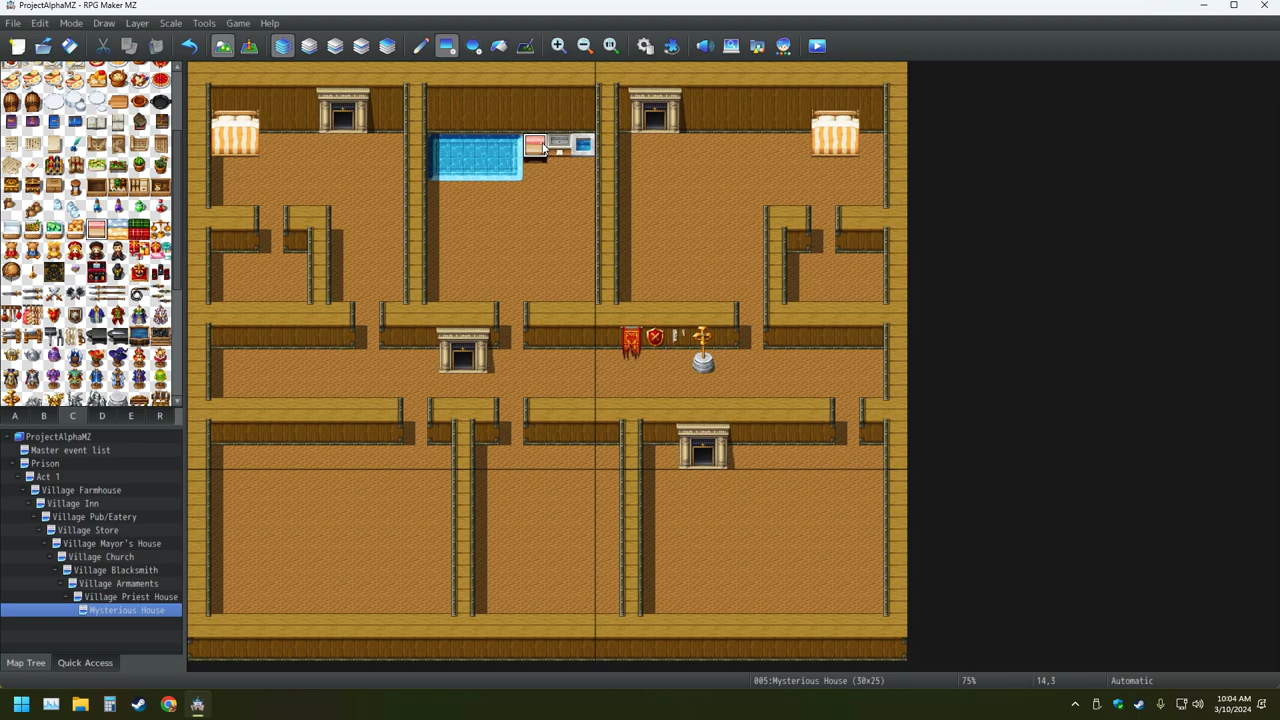 ProjectAlphaMZ - RPG Maker MZ
File Edit Mode Draw Layer Scale Tools Game Help
A B C D E R
ProjectAlphaMZ
Master event list
Prison
Act 1
Village Farmhouse
Village Inn
Village Pub/Eatery
Village Store
Village Mayor's House
Village Church
Village Blacksmith
Village Armaments
Village Priest House
Mysterious House
Map Tree Quick Access
005:Mysterious House (30x25) 75% 14,3 Automatic
10:04 AM
3/10/2024